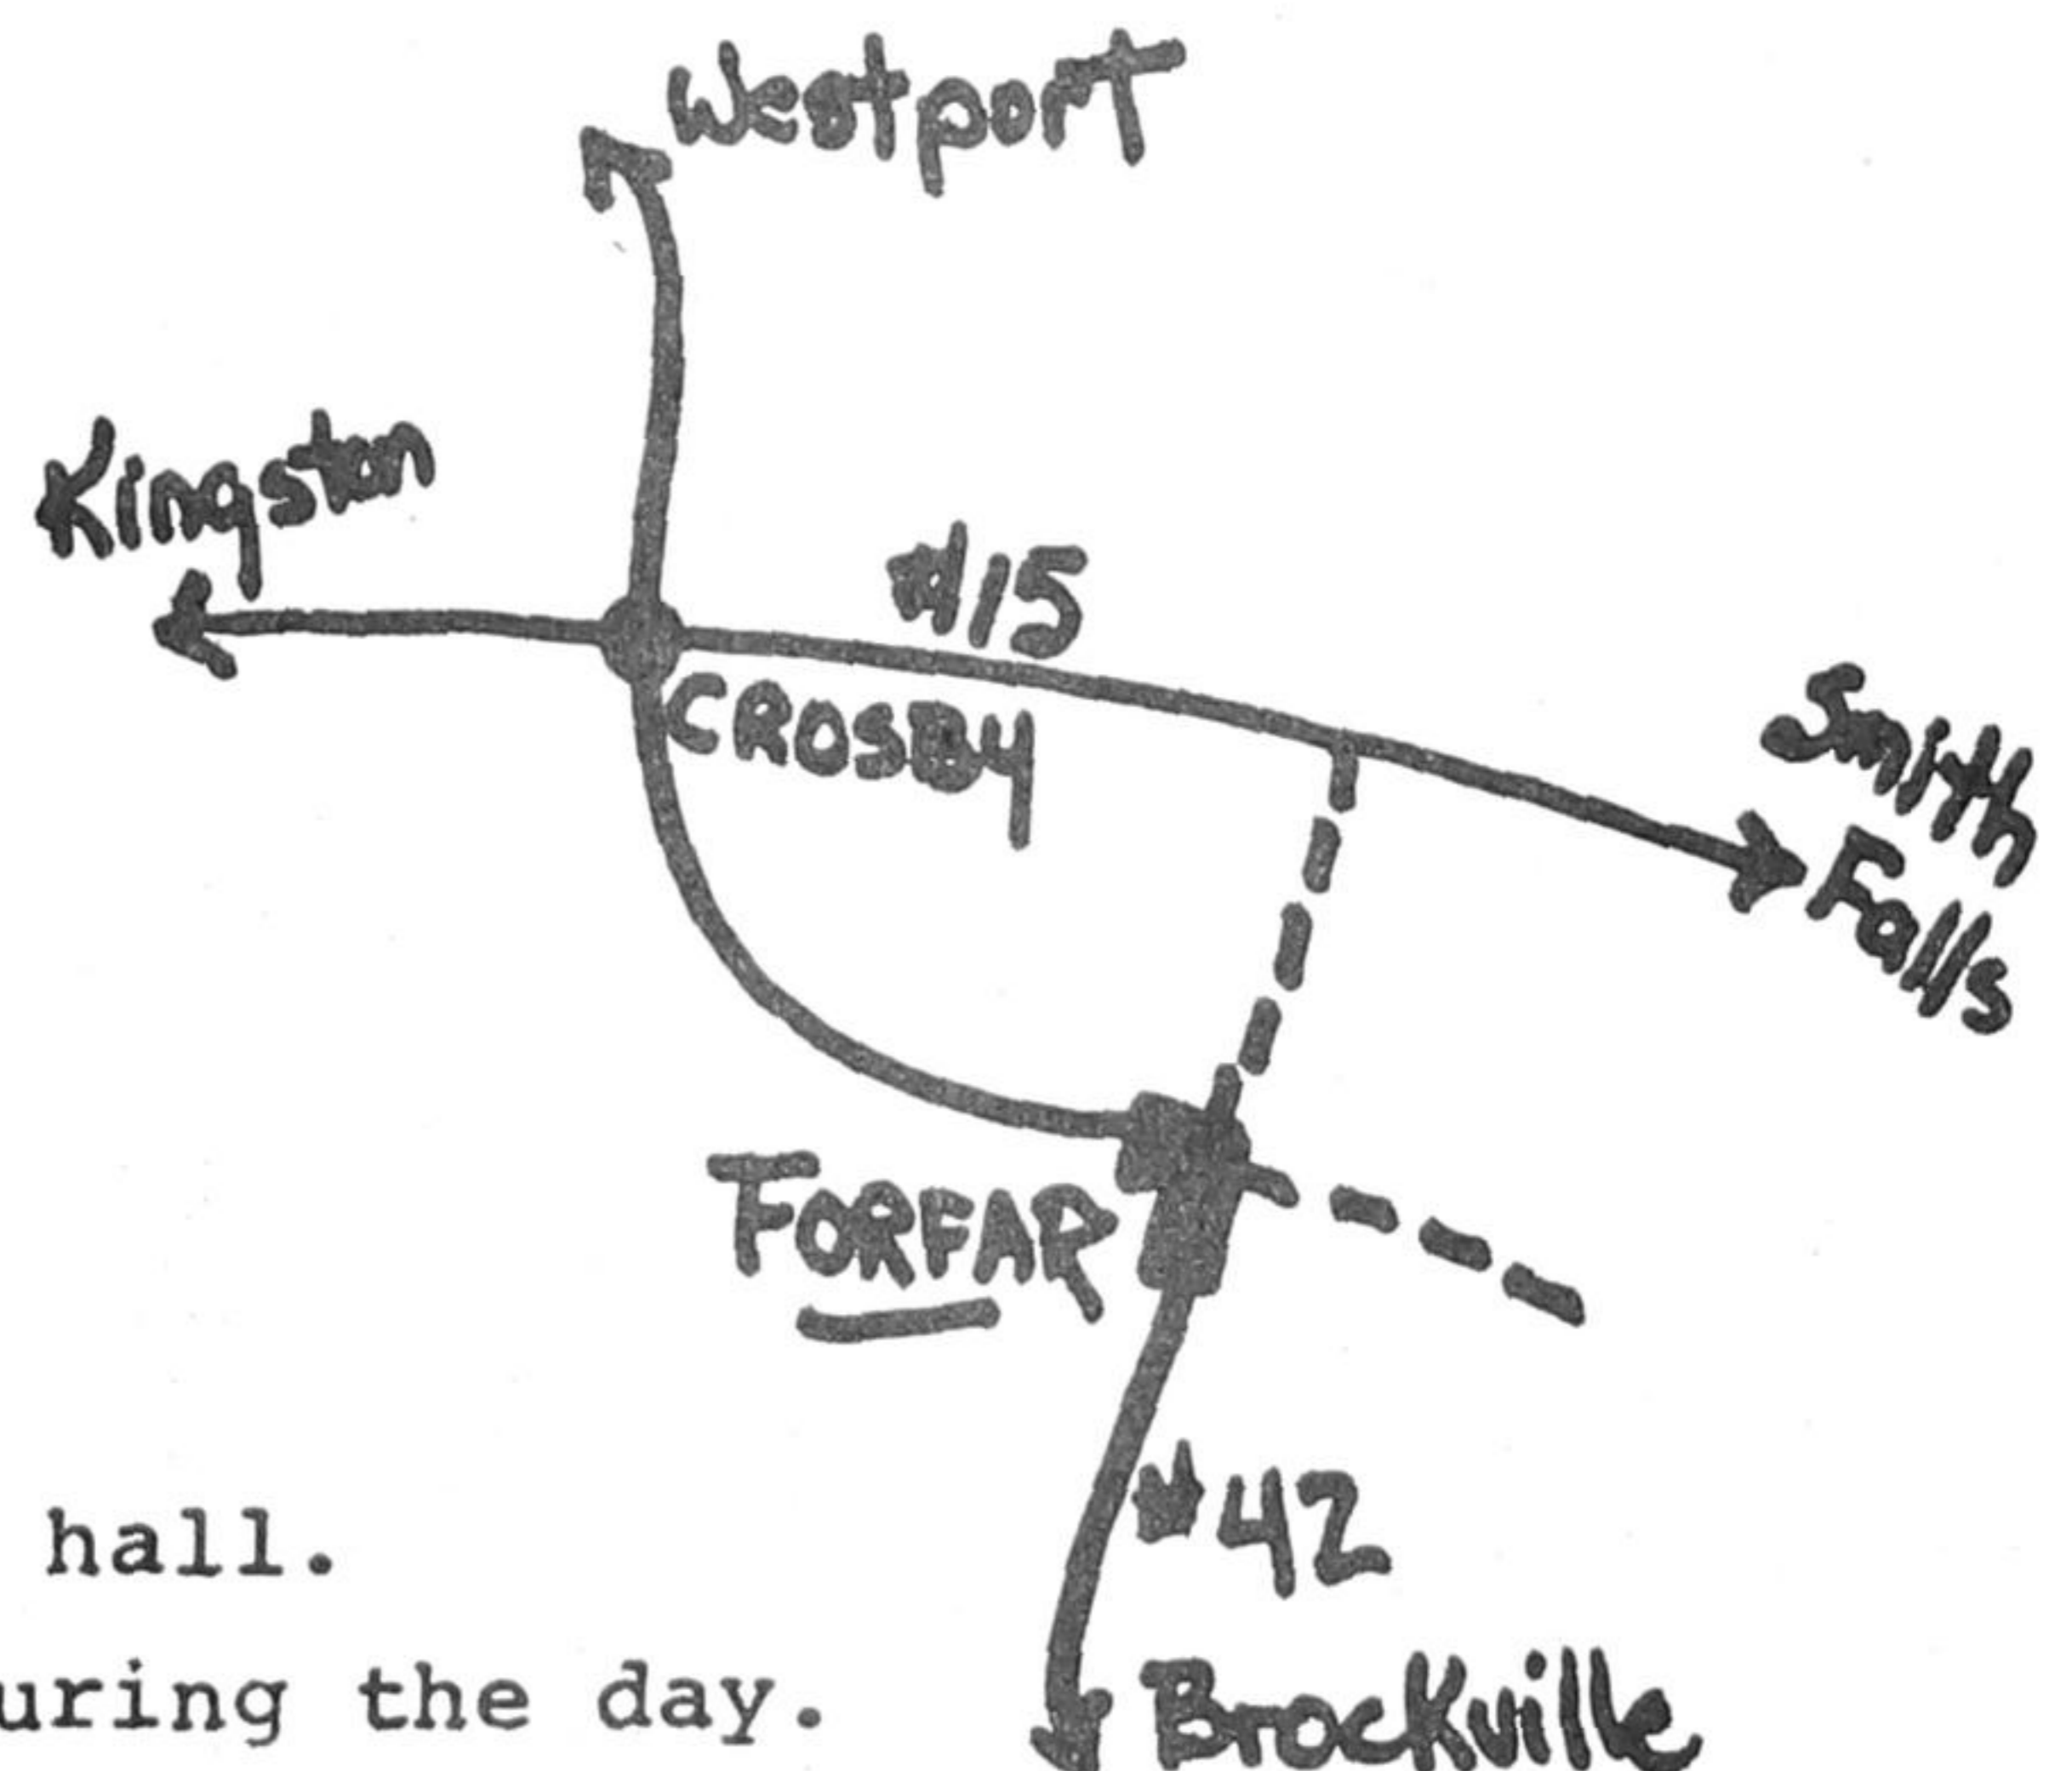 Westport
Kingston
#15
CROSBY
Smith
Falls
FORFAR
#42
hall.
uring the day.
Brockville